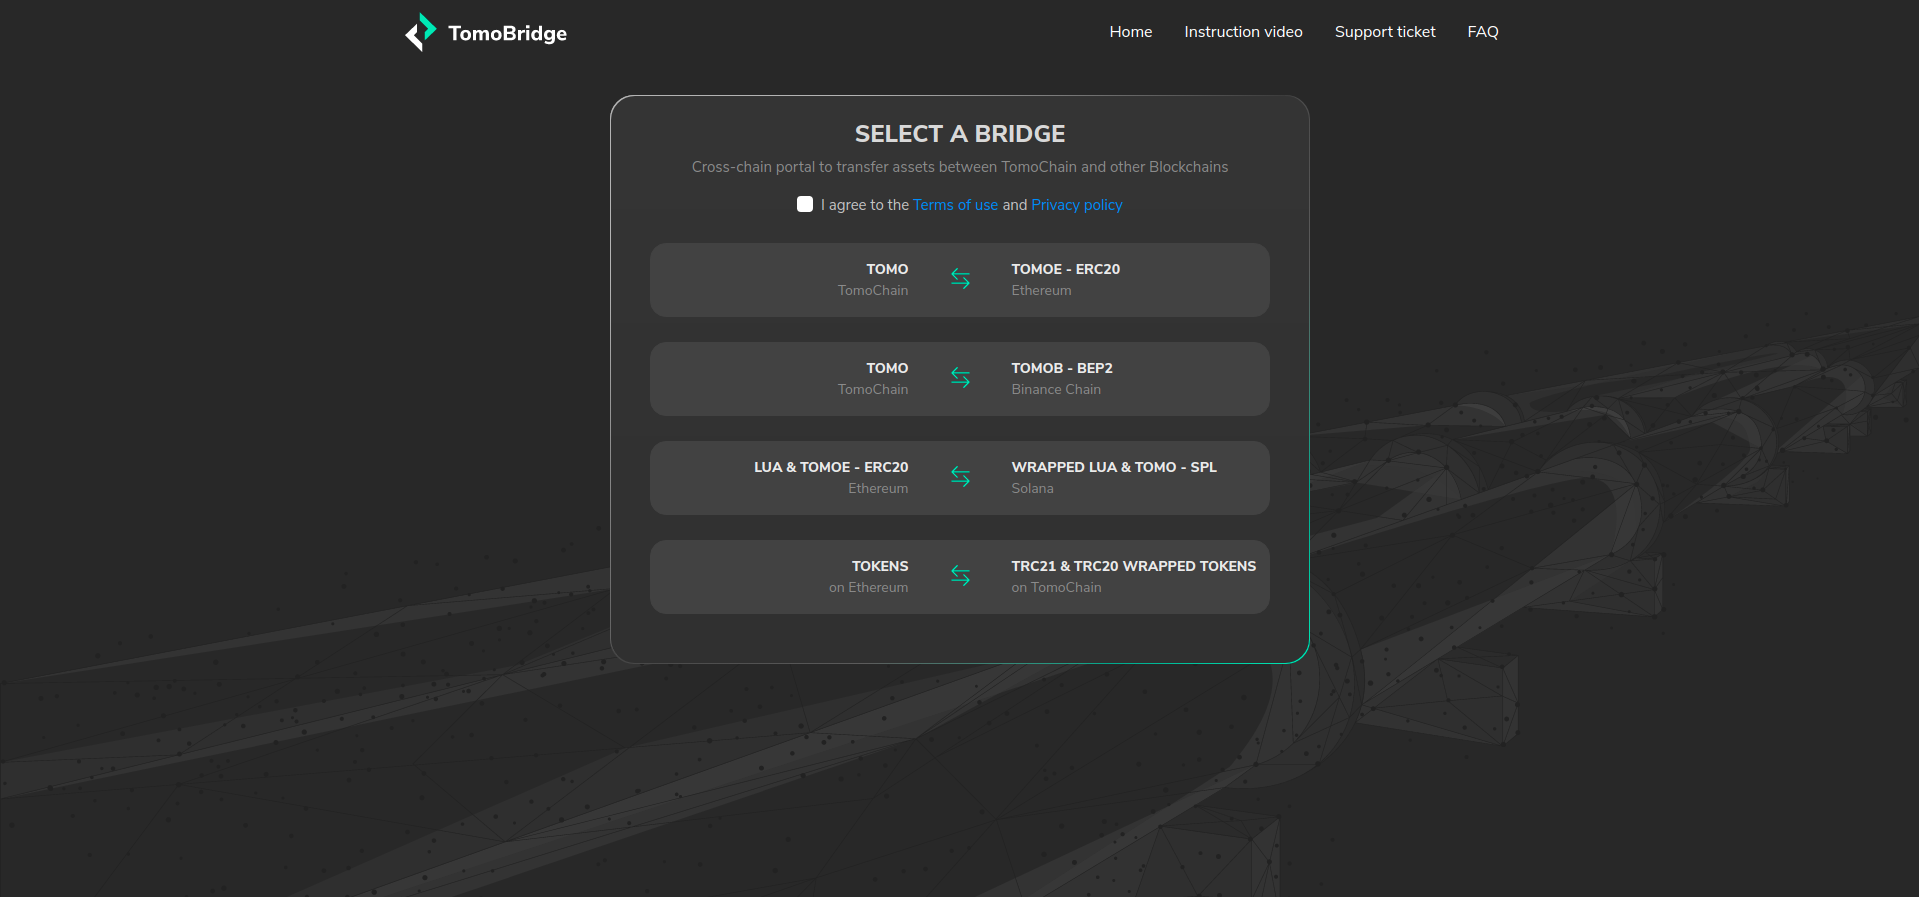 TomoBridge
Home Instruction video Support ticket FAQ
SELECT A BRIDGE
Cross-chain portal to transfer assets between TomoChain and other Blockchains
I agree to the Terms of use and Privacy policy
TOMO TOMOE - ERC20
TomoChain Ethereum
TOMO TOMOB - BEP2
TomoChain Binance Chain
LUA & TOMOE - ERC20 WRAPPED LUA & TOMO - SPL
Ethereum Solana
TOKENS TRC21 & TRC20 WRAPPED TOKENS
on Ethereum on TomoChain